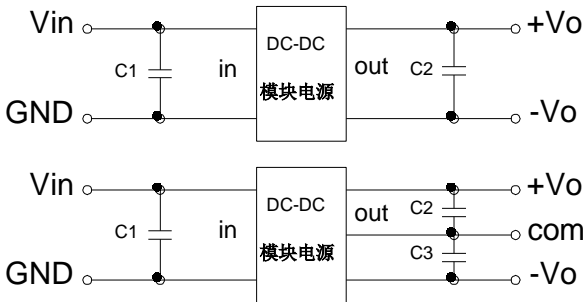 Vin DC-DC +Vo
C1 in out C2
模块电源
GND -Vo
Vin DC-DC +Vo
out C2
C1 in com
模块电源 C3
GND -Vo